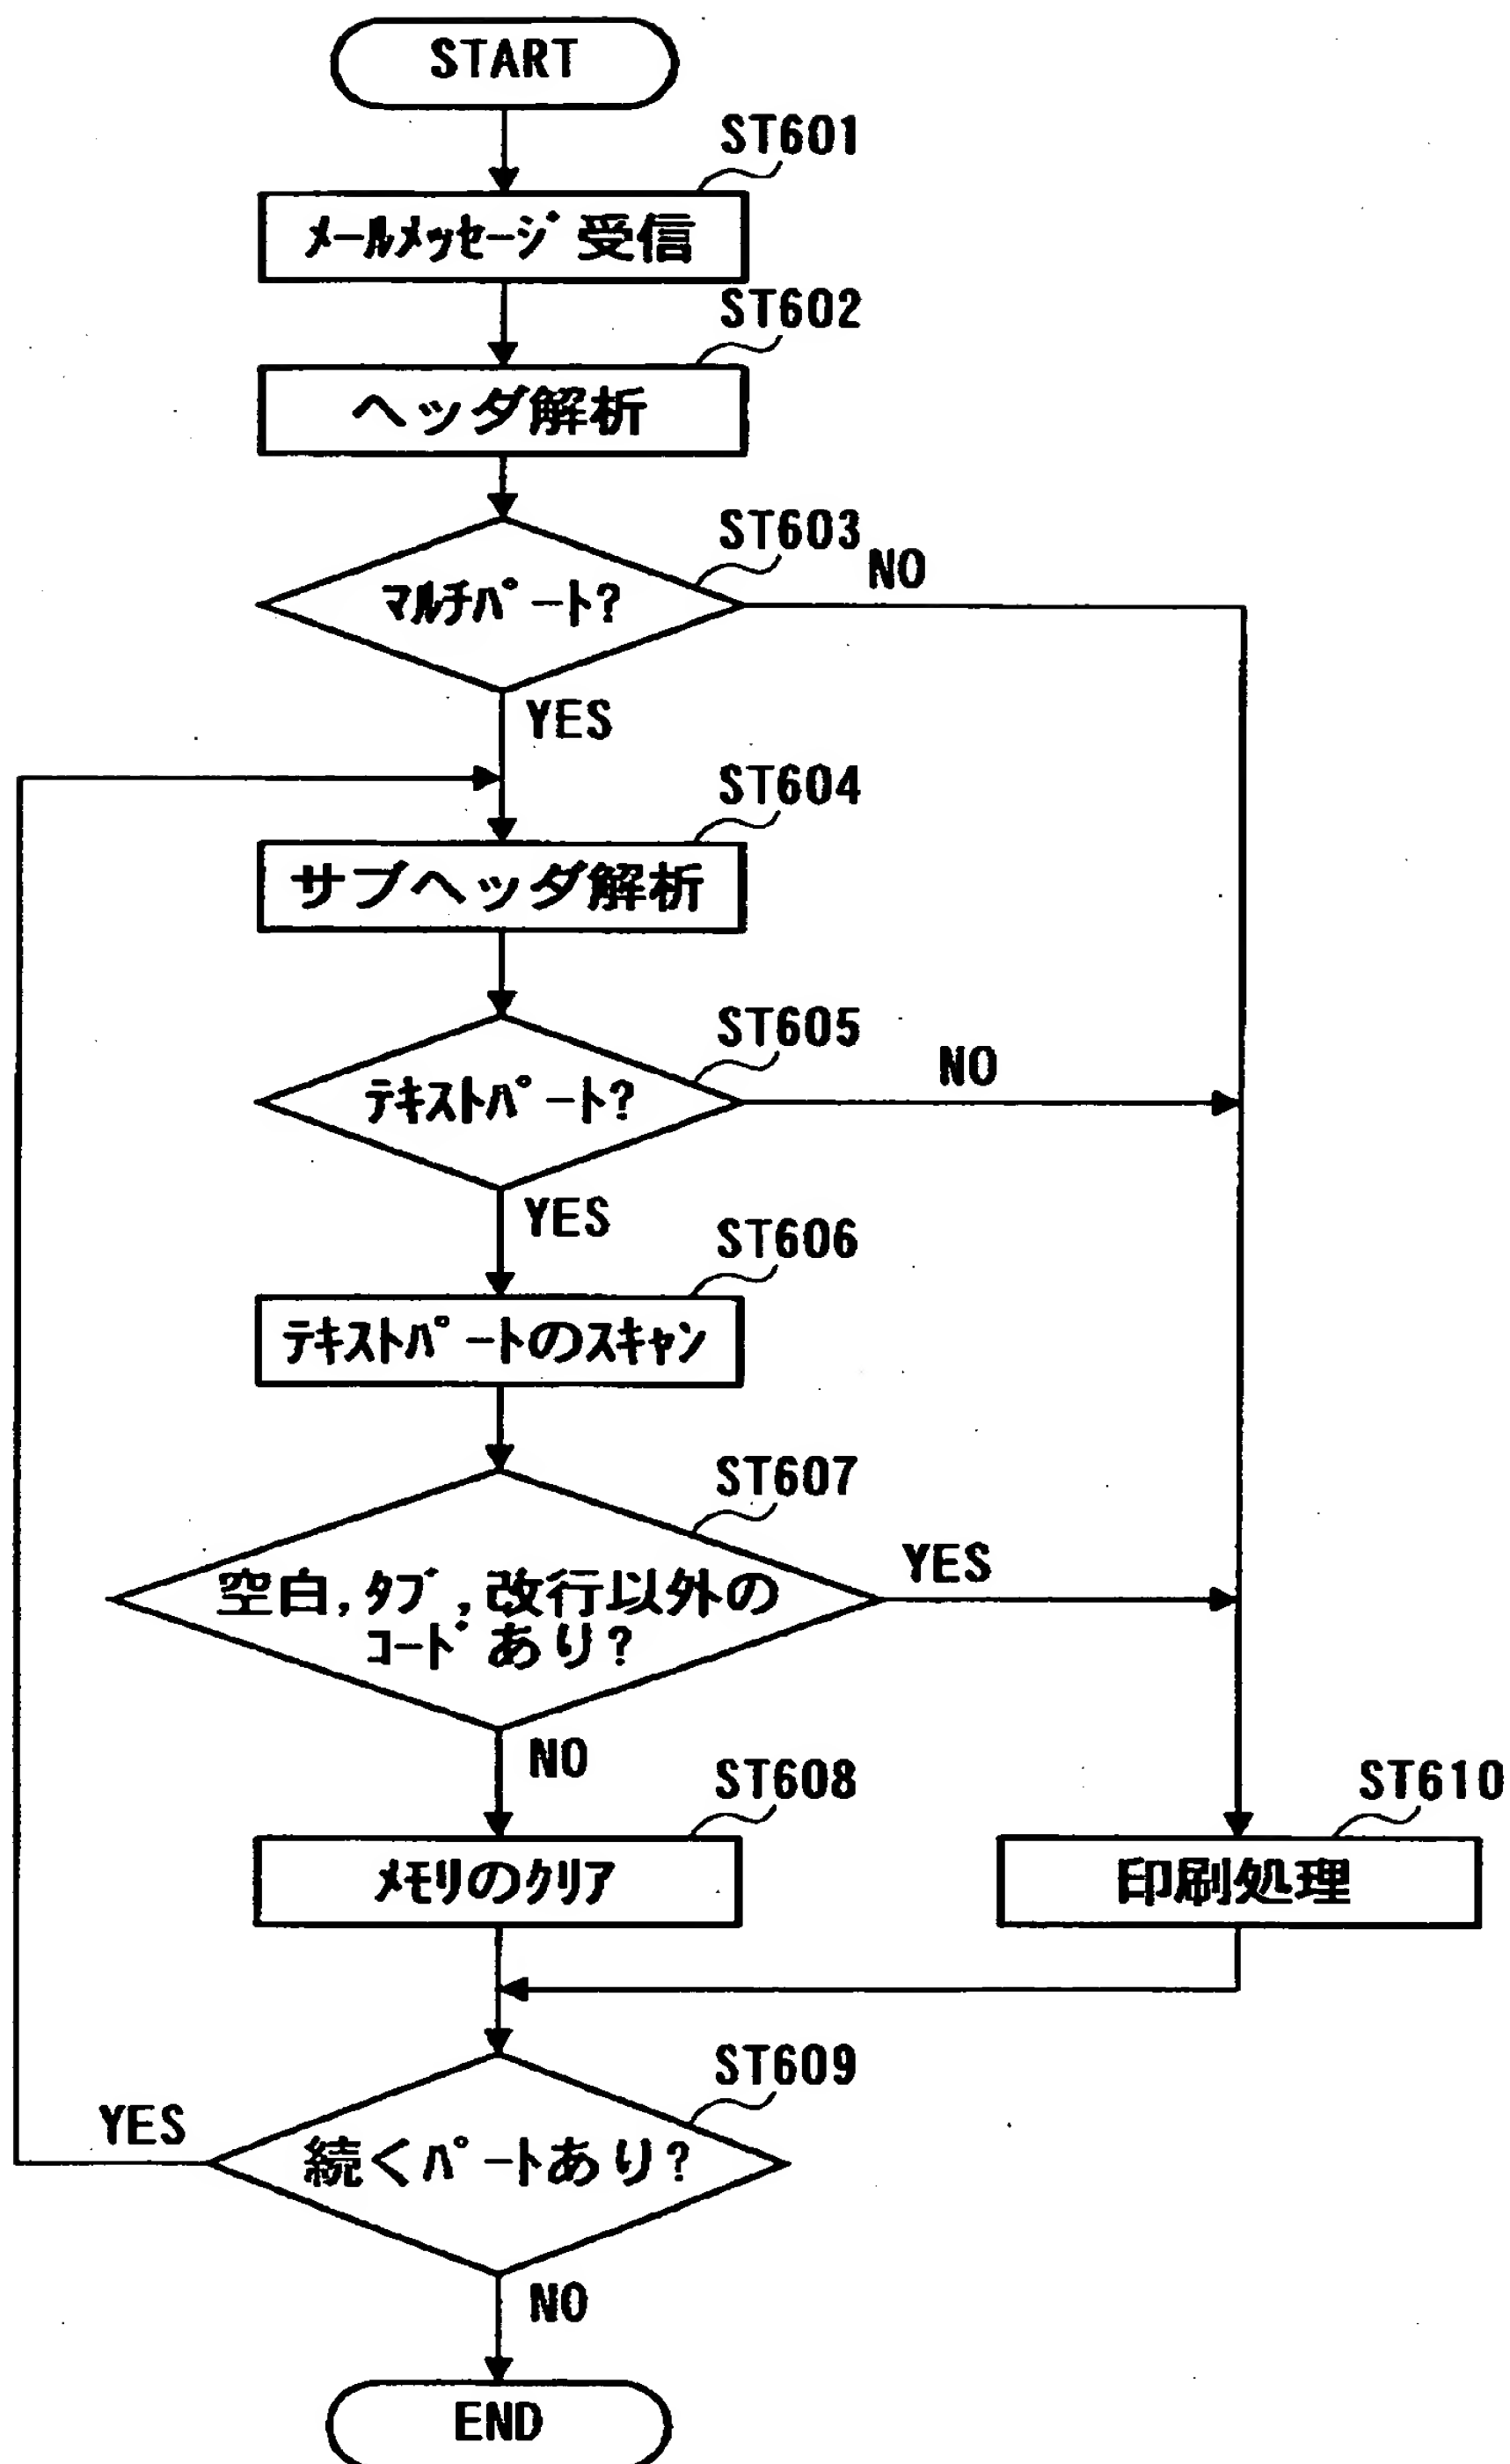 START
ST601
ﾒｰﾙﾒｯｾｰｼﾞ受信
ST602
ヘッダ解析
ST603
ﾏﾙﾁﾊﾟｰﾄ?
NO
YES
ST604
サブヘッダ解析
ST605
ﾃｷｽﾄﾊﾟｰﾄ?
NO
YES
ST606
ﾃｷｽﾄﾊﾟｰﾄのｽｷｬﾝ
ST607
空白,ﾀﾌﾞ,改行以外の
ｺｰﾄﾞあり?
YES
NO
ST608
ﾒﾓﾘのｸﾘｱ
ST610
印刷処理
ST609
続くﾊﾟｰﾄあり?
YES
NO
END